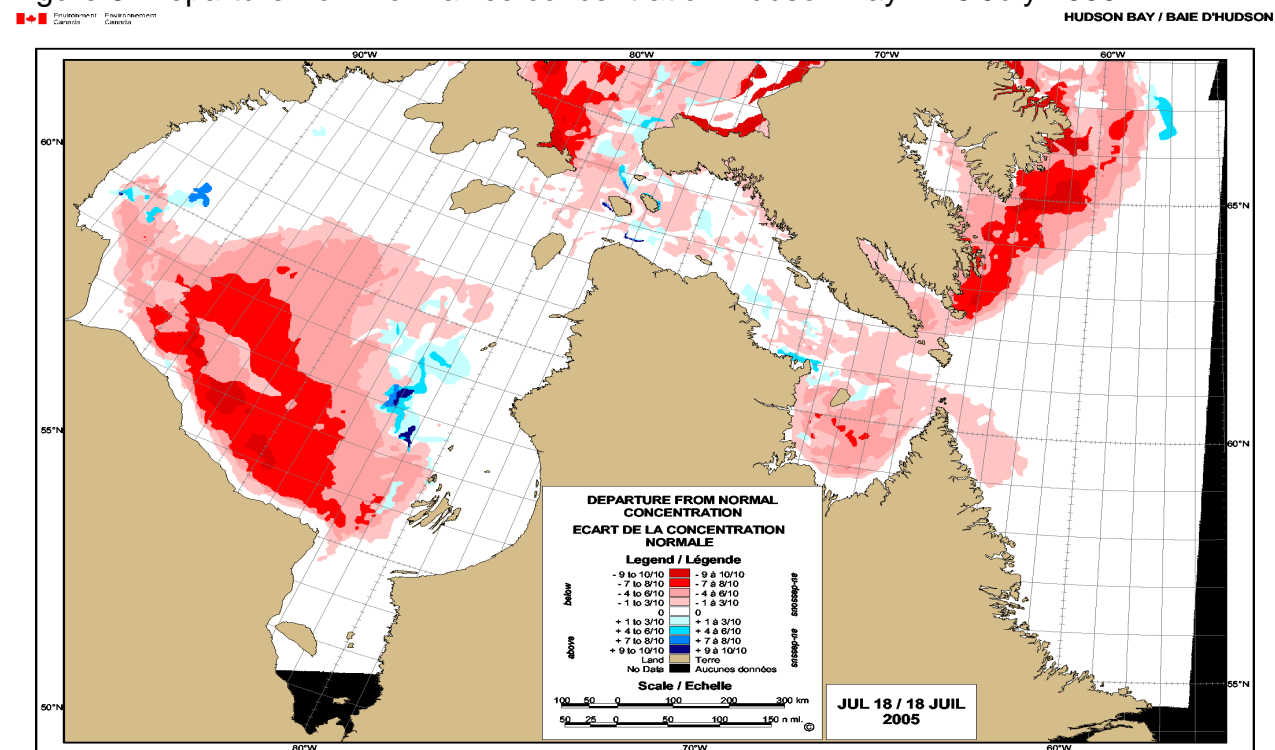 Environment Environnement
Canada Canada
HUDSON BAY / BAIE D'HUDSON
90°W 80°W 70°W 60°W
60°N
65°N
55°N
60°N
50°N
55°N
80°W 70°W 60°W
DEPARTURE FROM NORMAL
CONCENTRATION
ECART DE LA CONCENTRATION
NORMALE
Legend / Légende
below
au-dessous
- 9 to 10/10 - 9 à 10/10
- 7 to 8/10 - 7 à 8/10
- 4 to 6/10 - 4 à 6/10
- 1 to 3/10 - 1 à 3/10
0 0
above
au-dessus
+ 1 to 3/10 + 1 à 3/10
+ 4 to 6/10 + 4 à 6/10
+ 7 to 8/10 + 7 à 8/10
+ 9 to 10/10 + 9 à 10/10
Land Terre
No Data Aucunes données
Scale / Echelle
100 50 0 100 200 300 km
50 25 0 50 100 150 n mi.
©
JUL 18 / 18 JUIL
2005